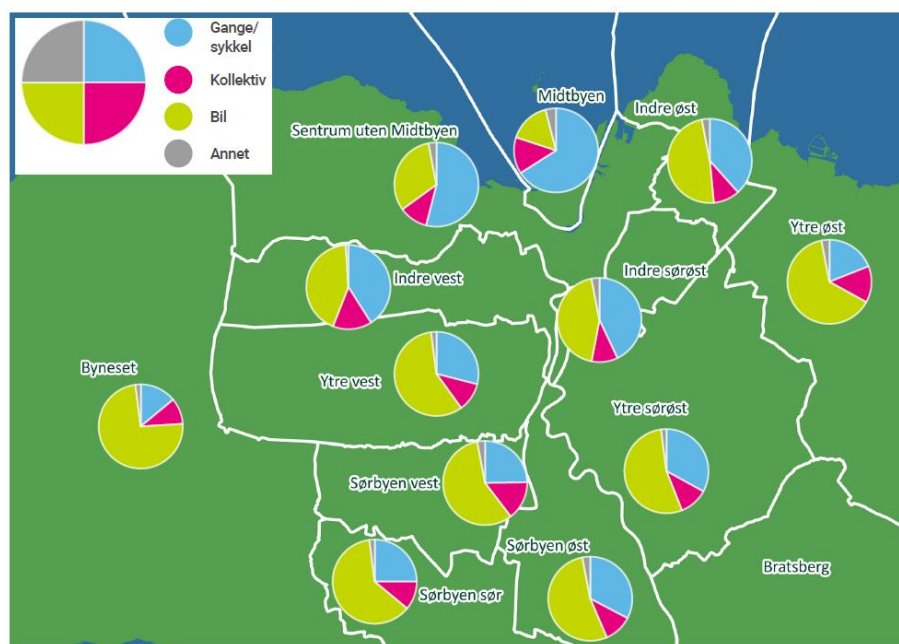 Gange/
sykkel
Kollektiv
Bil
Annet
Midtbyen
Indre øst
Sentrum uten Midtbyen
Ytre øst
Indre vest
Indre sørøst
Byneset
Ytre vest
Ytre sørøst
Sørbyen vest
Sørbyen øst
Bratsberg
Sørbyen sør